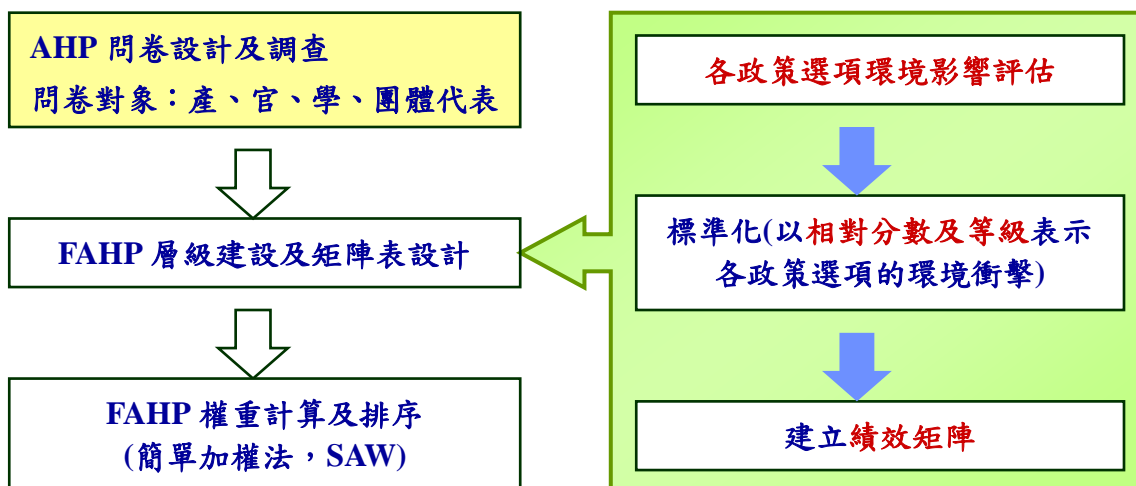 AHP 問卷設計及調查
問卷對象：產、官、學、團體代表
FAHP 層級建設及矩陣表設計
FAHP 權重計算及排序
(簡單加權法，SAW)
各政策選項環境影響評估
標準化(以相對分數及等級表示
各政策選項的環境衝擊)
建立績效矩陣